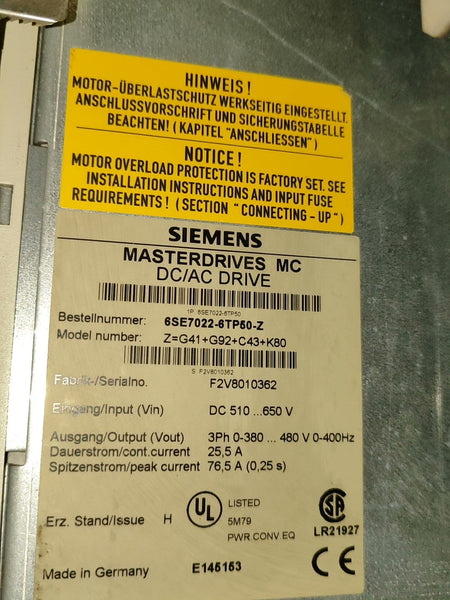 HINWEIS!
MOTOR-ÜBERLASTSCHUTZ WERKSEITIG EINGESTELLT.
ANSCHLUSSVORSCHRIFT UND SICHERUNGSTABELLE
BEACHTEN! (KAPITEL "ANSCHLIESSEN")
NOTICE!
MOTOR OVERLOAD PROTECTION IS FACTORY SET. SEE
INSTALLATION INSTRUCTIONS AND INPUT FUSE
REQUIREMENTS! (SECTION "CONNECTING-UP")
SIEMENS
MASTERDRIVES MC
DC/AC DRIVE
1P 6SE7022-6TP50
Bestellnummer: 6SE7022-6TP50-Z
Model number: Z=G41+G92+C43+K80
S F2V8010362
Fabrik-/Serialno. F2V8010362
Eingang/Input (Vin) DC 510 ...650 V
Ausgang/Output (Vout) 3Ph 0-380 ... 480 V 0-400Hz
Dauerstrom/cont.current 25,5 A
Spitzenstrom/peak current 76,5 A (0,25 s)
Erz. Stand/Issue H
UL
LISTED
5M79
PWR.CONV.EQ
SA
LR21927
Made in Germany E145153 CE